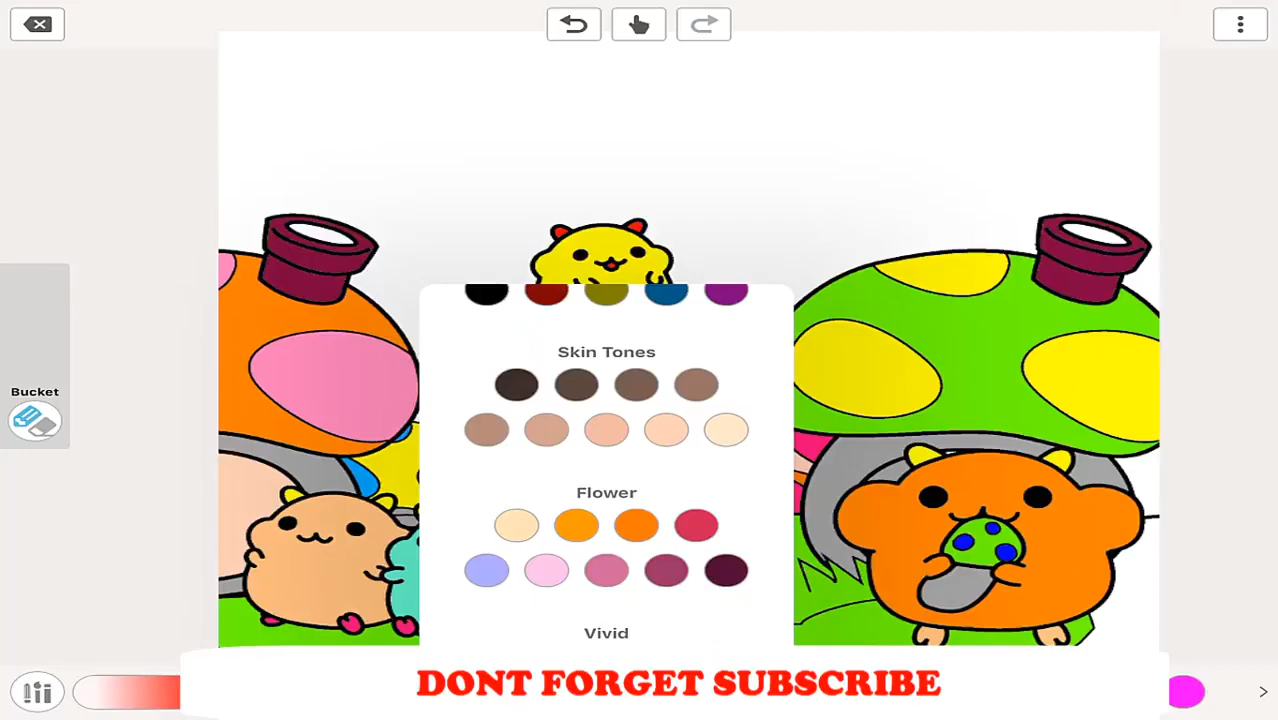 Skin Tones
Bucket
Flower
Vivid
DONT FORGET SUBSCRIBE